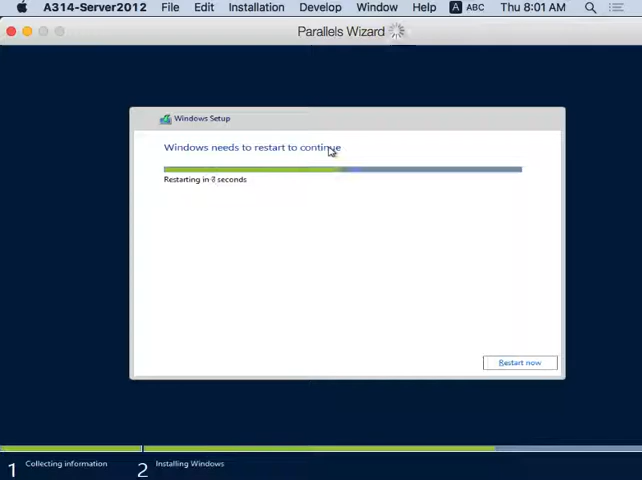 A314-Server2012 File Edit Installation Develop Window Help A ABC Thu 8:01 AM
Parallels Wizard
Windows Setup
Windows needs to restart to continue
Restarting in seconds
Restart now
1 Collecting information 2 Installing Windows